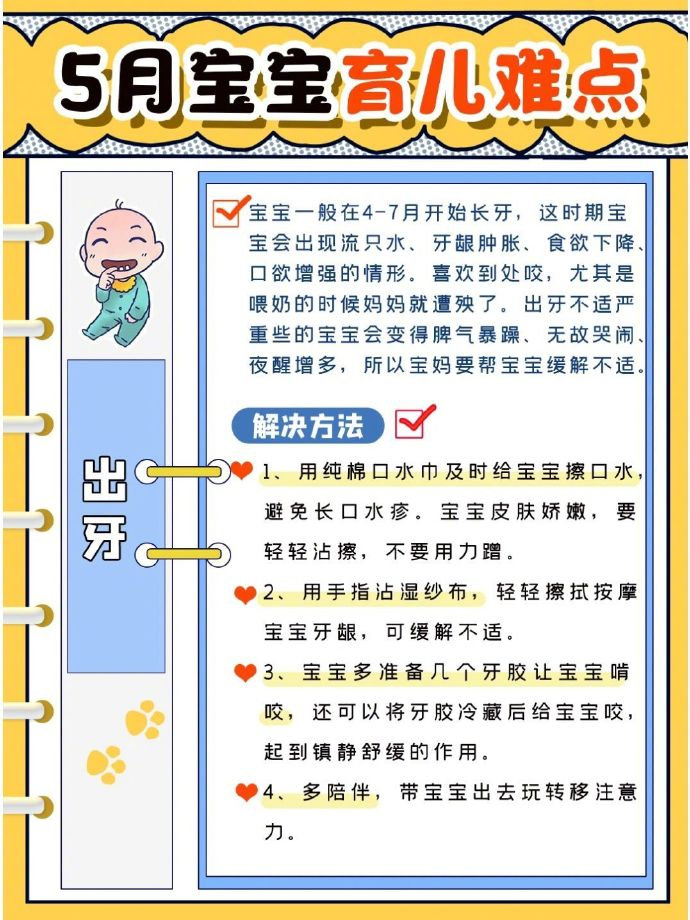 5月宝宝育儿难点
出牙
宝宝一般在4-7月开始长牙，这时期宝
宝会出现流只水、牙龈肿胀、食欲下降、
口欲增强的情形。喜欢到处咬，尤其是
喂奶的时候妈妈就遭殃了。出牙不适严
重些的宝宝会变得脾气暴躁、无故哭闹、
夜醒增多，所以宝妈要帮宝宝缓解不适。
解决方法
1、用纯棉口水巾及时给宝宝擦口水，
避免长口水疹。宝宝皮肤娇嫩，要
轻轻沾擦，不要用力蹭。
2、用手指沾湿纱布，轻轻擦拭按摩
宝宝牙龈，可缓解不适。
3、宝宝多准备几个牙胶让宝宝啃
咬，还可以将牙胶冷藏后给宝宝咬，
起到镇静舒缓的作用。
4、多陪伴，带宝宝出去玩转移注意
力。